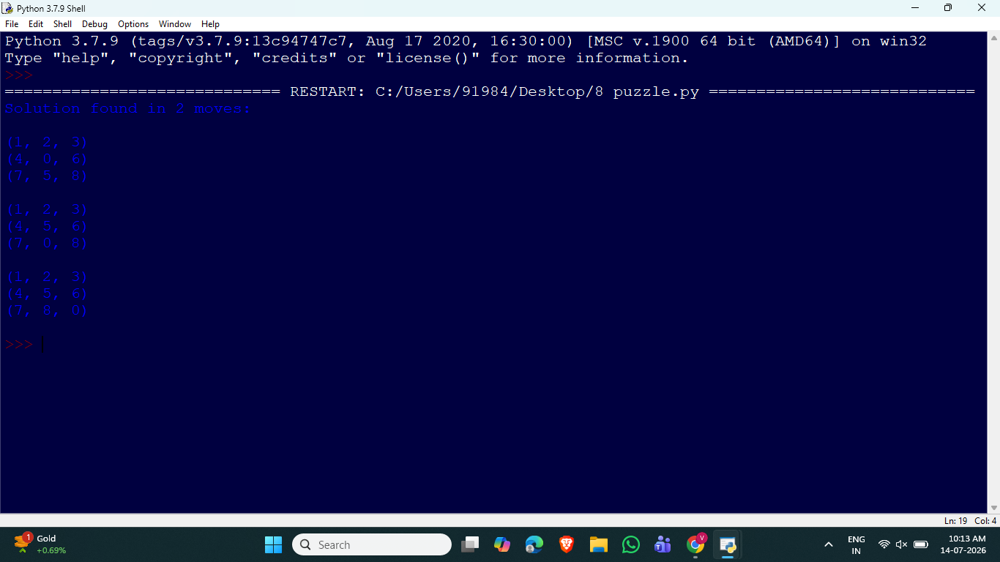 Python 3.7.9 Shell
File Edit Shell Debug Options Window Help
Python 3.7.9 (tags/v3.7.9:13c94747c7, Aug 17 2020, 16:30:00) [MSC v.1900 64 bit (AMD64)] on win32
Type "help", "copyright", "credits" or "license()" for more information.
>>>
============================= RESTART: C:/Users/91984/Desktop/8 puzzle.py ============================
Solution found in 2 moves:
(1, 2, 3)
(4, 0, 6)
(7, 5, 8)
(1, 2, 3)
(4, 5, 6)
(7, 0, 8)
(1, 2, 3)
(4, 5, 6)
(7, 8, 0)
>>>
Ln: 19 Col: 4
1
Gold
+0.69%
Search
V
ENG
IN
10:13 AM
14-07-2026